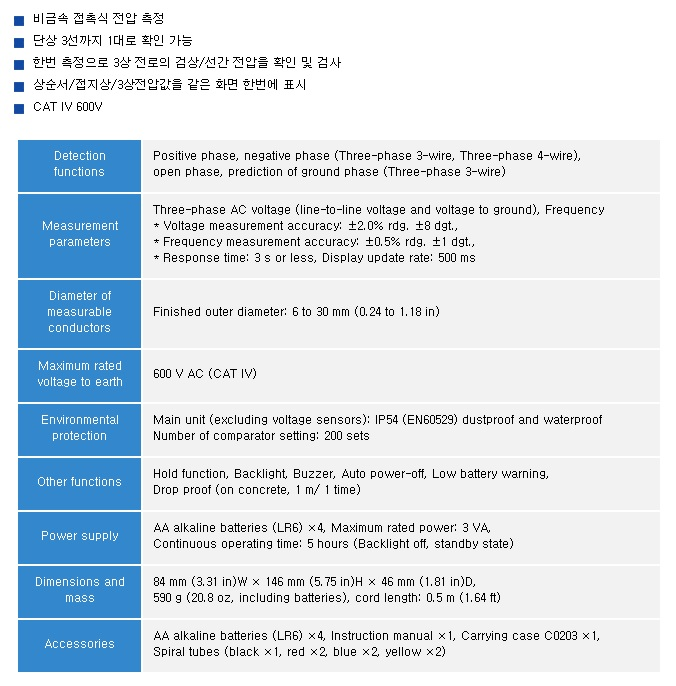 비금속 접촉식 전압 측정
단상 3선까지 1대로 확인 가능
한번 측정으로 3상 전로의 검상/선간 전압을 확인 및 검사
상순서/접지상/3상전압값을 같은 화면 한번에 표시
CAT IV 600V
Detection
functions
Positive phase, negative phase (Three-phase 3-wire, Three-phase 4-wire),
open phase, prediction of ground phase (Three-phase 3-wire)
Measurement
parameters
Three-phase AC voltage (line-to-line voltage and voltage to ground), Frequency
* Voltage measurement accuracy: ±2.0% rdg. ±8 dgt.,
* Frequency measurement accuracy: ±0.5% rdg. ±1 dgt.,
* Response time: 3 s or less, Display update rate: 500 ms
Diameter of
measurable
conductors
Finished outer diameter: 6 to 30 mm (0.24 to 1.18 in)
Maximum rated
voltage to earth
600 V AC (CAT IV)
Environmental
protection
Main unit (excluding voltage sensors): IP54 (EN60529) dustproof and waterproof
Number of comparator setting: 200 sets
Other functions
Hold function, Backlight, Buzzer, Auto power-off, Low battery warning,
Drop proof (on concrete, 1 m/ 1 time)
Power supply
AA alkaline batteries (LR6) ×4, Maximum rated power: 3 VA,
Continuous operating time: 5 hours (Backlight off, standby state)
Dimensions and
mass
84 mm (3.31 in)W × 146 mm (5.75 in)H × 46 mm (1.81 in)D,
590 g (20.8 oz, including batteries), cord length: 0.5 m (1.64 ft)
Accessories
AA alkaline batteries (LR6) ×4, Instruction manual ×1, Carrying case C0203 ×1,
Spiral tubes (black ×1, red ×2, blue ×2, yellow ×2)